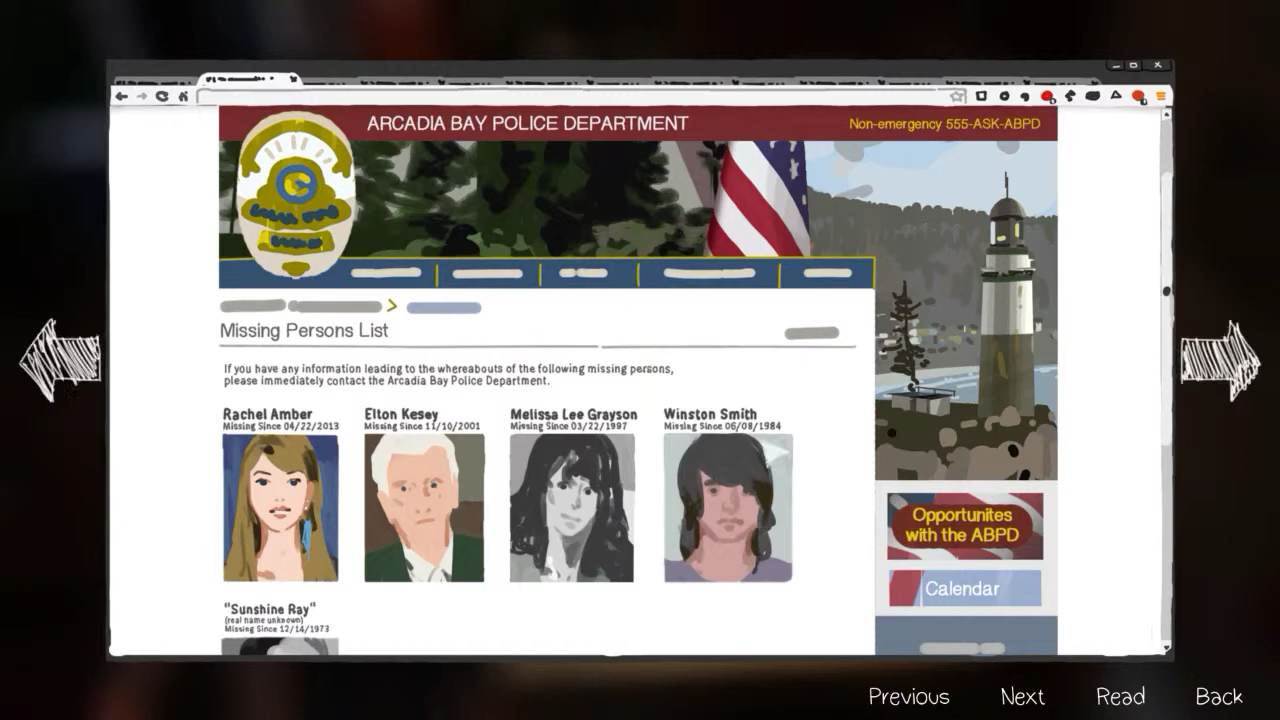 ARCADIA BAY POLICE DEPARTMENT
Non-emergency 555-ASK-ABPD
Missing Persons List
If you have any information leading to the whereabouts of the following missing persons,
please immediately contact the Arcadia Bay Police Department.
Rachel Amber
Missing Since 04/22/2013
Elton Kesey
Missing Since 11/10/2001
Melissa Lee Grayson
Missing Since 03/22/1997
Winston Smith
Missing Since 06/08/1984
"Sunshine Ray"
(real name unknown)
Missing Since 12/14/1973
Opportunites
with the ABPD
Calendar
Previous
Next
Read
Back